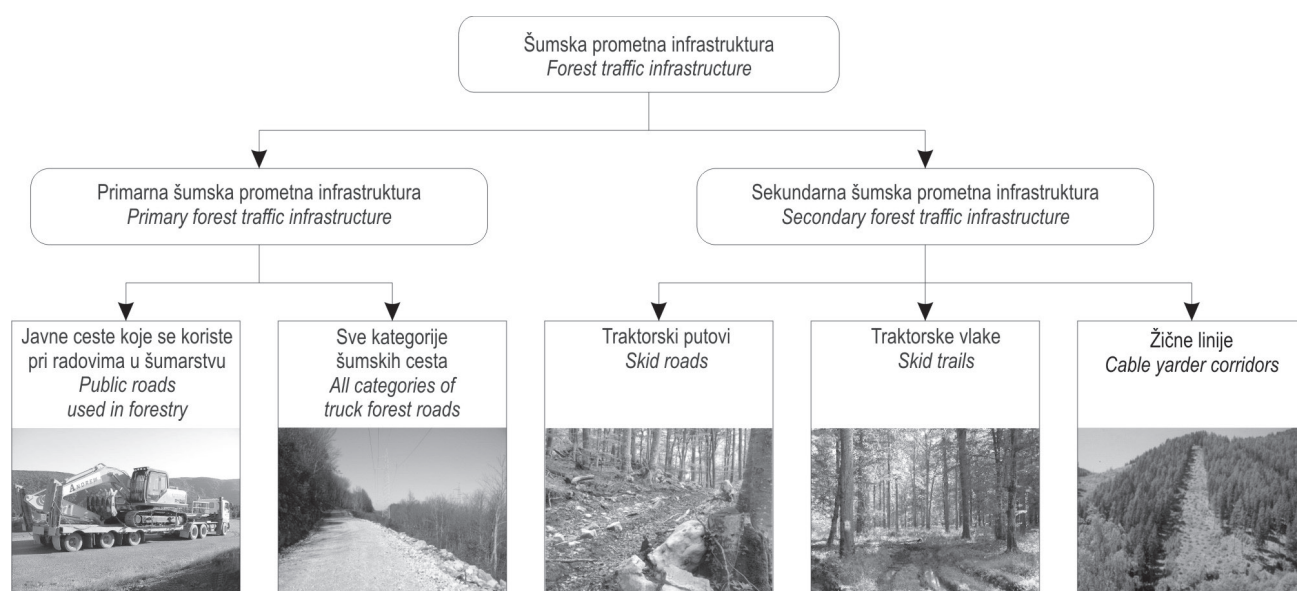 Šumska prometna infrastruktura
Forest traffic infrastructure
Primarna šumska prometna infrastruktura
Primary forest traffic infrastructure
Sekundarna šumska prometna infrastruktura
Secondary forest traffic infrastructure
Javne ceste koje se koriste
pri radovima u šumarstvu
Public roads
used in forestry
Sve kategorije
šumskih cesta
All categories of
truck forest roads
Traktorski putovi
Skid roads
Traktorske vlake
Skid trails
Žične linije
Cable yarder corridors